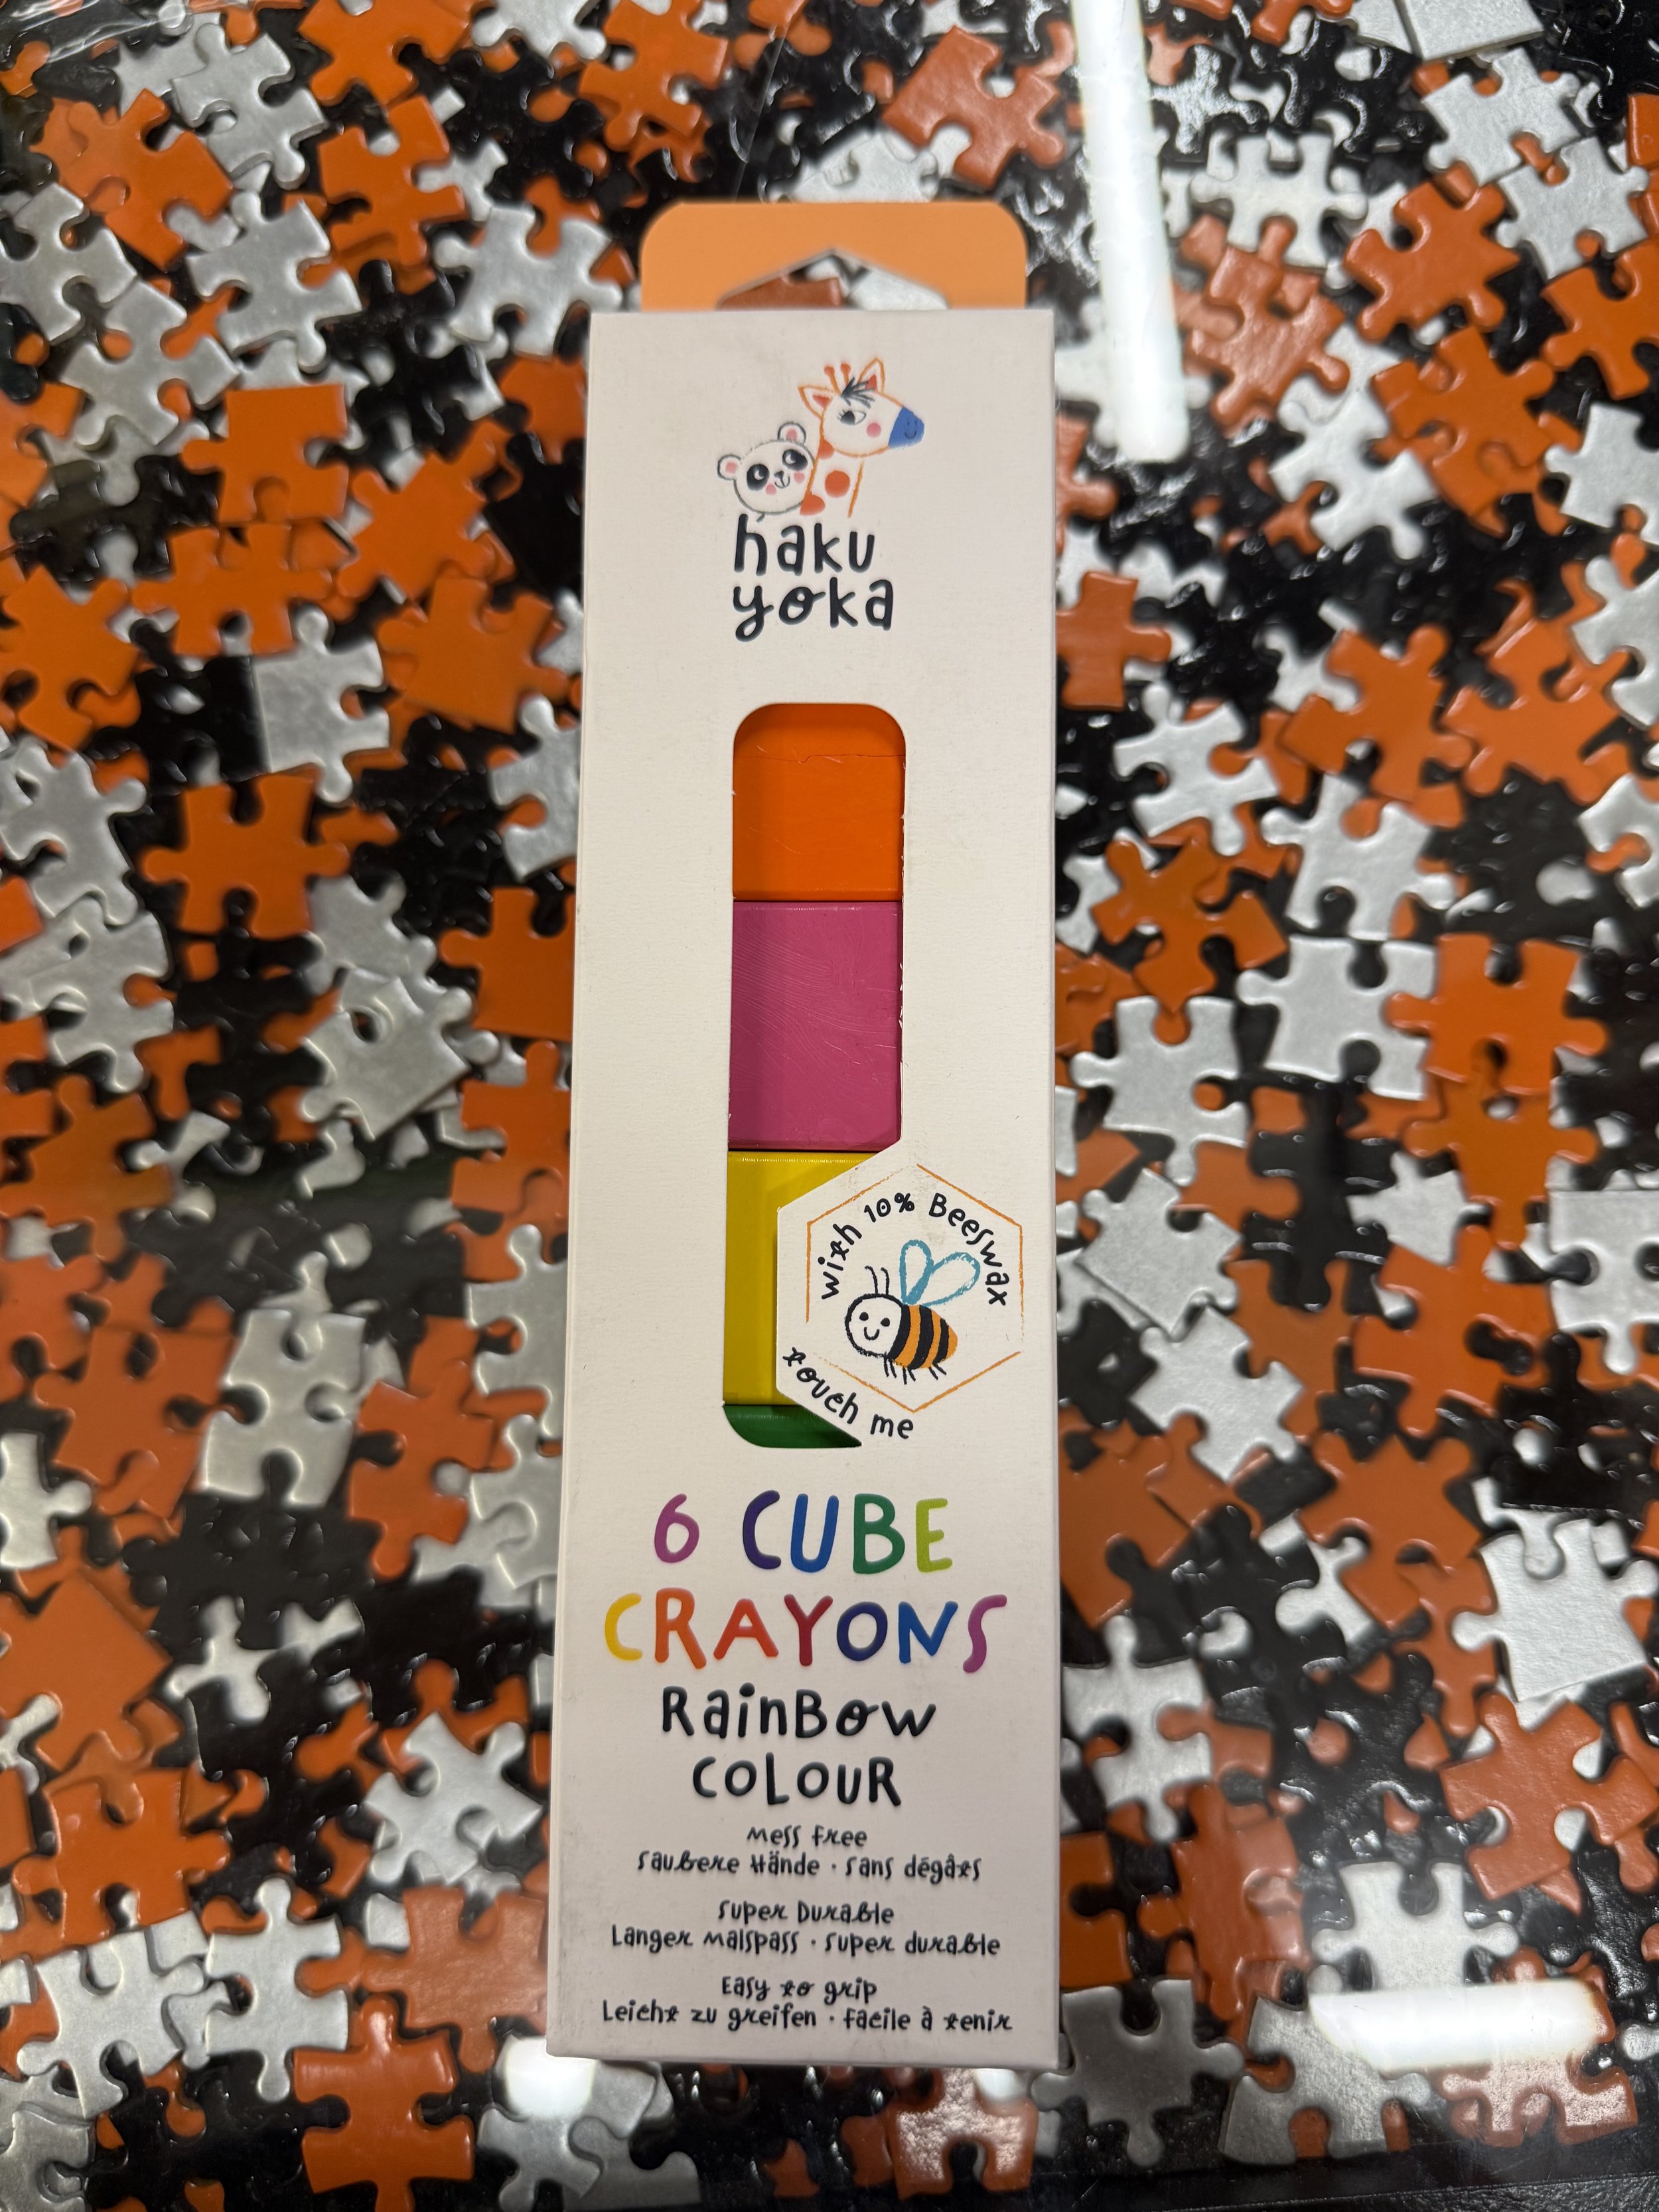 haku
yoka
with 10% Beeswax
touch me
6 CUBE
CRAYONS
RainBow
COLOUR
mess free
saubere Hände · sans dégâts
super Durable
Langer malspass · super durable
Easy to grip
Leicht zu greifen · facile à tenir